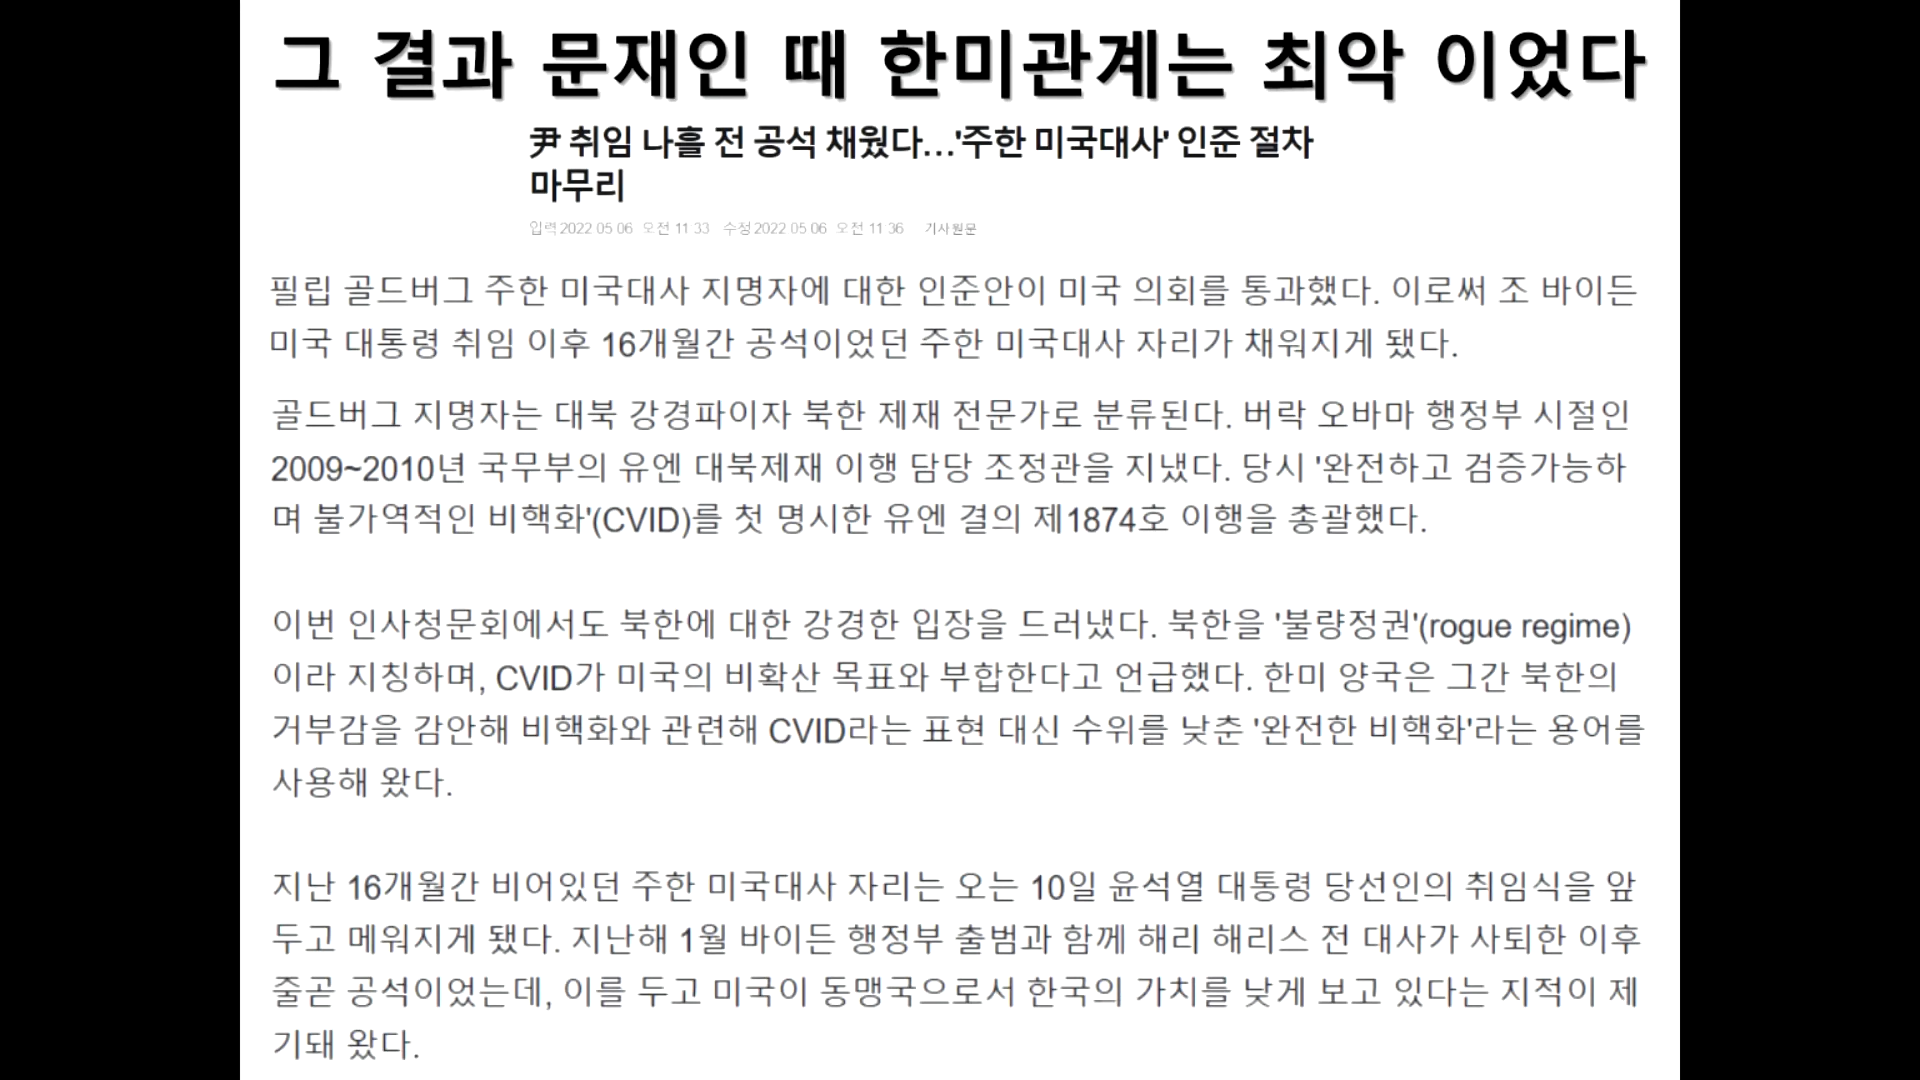 그 결과 문재인 때 한미관계는 최악 이었다
尹 취임 나흘 전 공석 채웠다...'주한 미국대사' 인준 절차
마무리
입력 2022 05 06 오전 11 33 수정 2022 05 06 오전 11 36 기사원문
필립 골드버그 주한 미국대사 지명자에 대한 인준안이 미국 의회를 통과했다. 이로써 조 바이든
미국 대통령 취임 이후 16개월간 공석이었던 주한 미국대사 자리가 채워지게 됐다.
골드버그 지명자는 대북 강경파이자 북한 제재 전문가로 분류된다. 버락 오바마 행정부 시절인
2009~2010년 국무부의 유엔 대북제재 이행 담당 조정관을 지냈다. 당시 '완전하고 검증가능하
며 불가역적인 비핵화'(CVID)를 첫 명시한 유엔 결의 제1874호 이행을 총괄했다.
이번 인사청문회에서도 북한에 대한 강경한 입장을 드러냈다. 북한을 '불량정권'(rogue regime)
이라 지칭하며, CVID가 미국의 비확산 목표와 부합한다고 언급했다. 한미 양국은 그간 북한의
거부감을 감안해 비핵화와 관련해 CVID라는 표현 대신 수위를 낮춘 '완전한 비핵화'라는 용어를
사용해 왔다.
지난 16개월간 비어있던 주한 미국대사 자리는 오는 10일 윤석열 대통령 당선인의 취임식을 앞
두고 메워지게 됐다. 지난해 1월 바이든 행정부 출범과 함께 해리 해리스 전 대사가 사퇴한 이후
줄곧 공석이었는데, 이를 두고 미국이 동맹국으로서 한국의 가치를 낮게 보고 있다는 지적이 제
기돼 왔다.